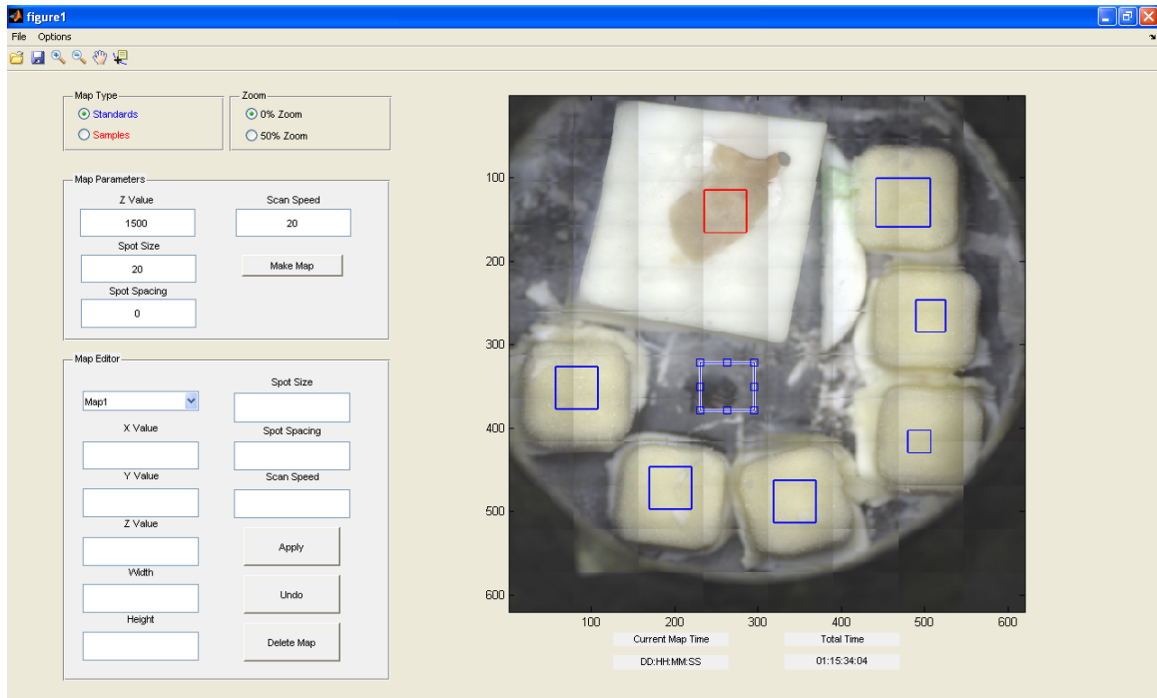 figure1
File Options
Map Type
Standards
Samples
Zoom
0% Zoom
50% Zoom
Map Parameters
Z Value
1500
Scan Speed
20
Spot Size
20
Make Map
Spot Spacing
0
Map Editor
Map1
Spot Size
X Value
Spot Spacing
Y Value
Scan Speed
Z Value
Apply
Width
Undo
Height
Delete Map
100
200
300
400
500
600
100 200 300 400 500 600
Current Map Time
Total Time
DD:HH:MM:SS
01:15:34:04